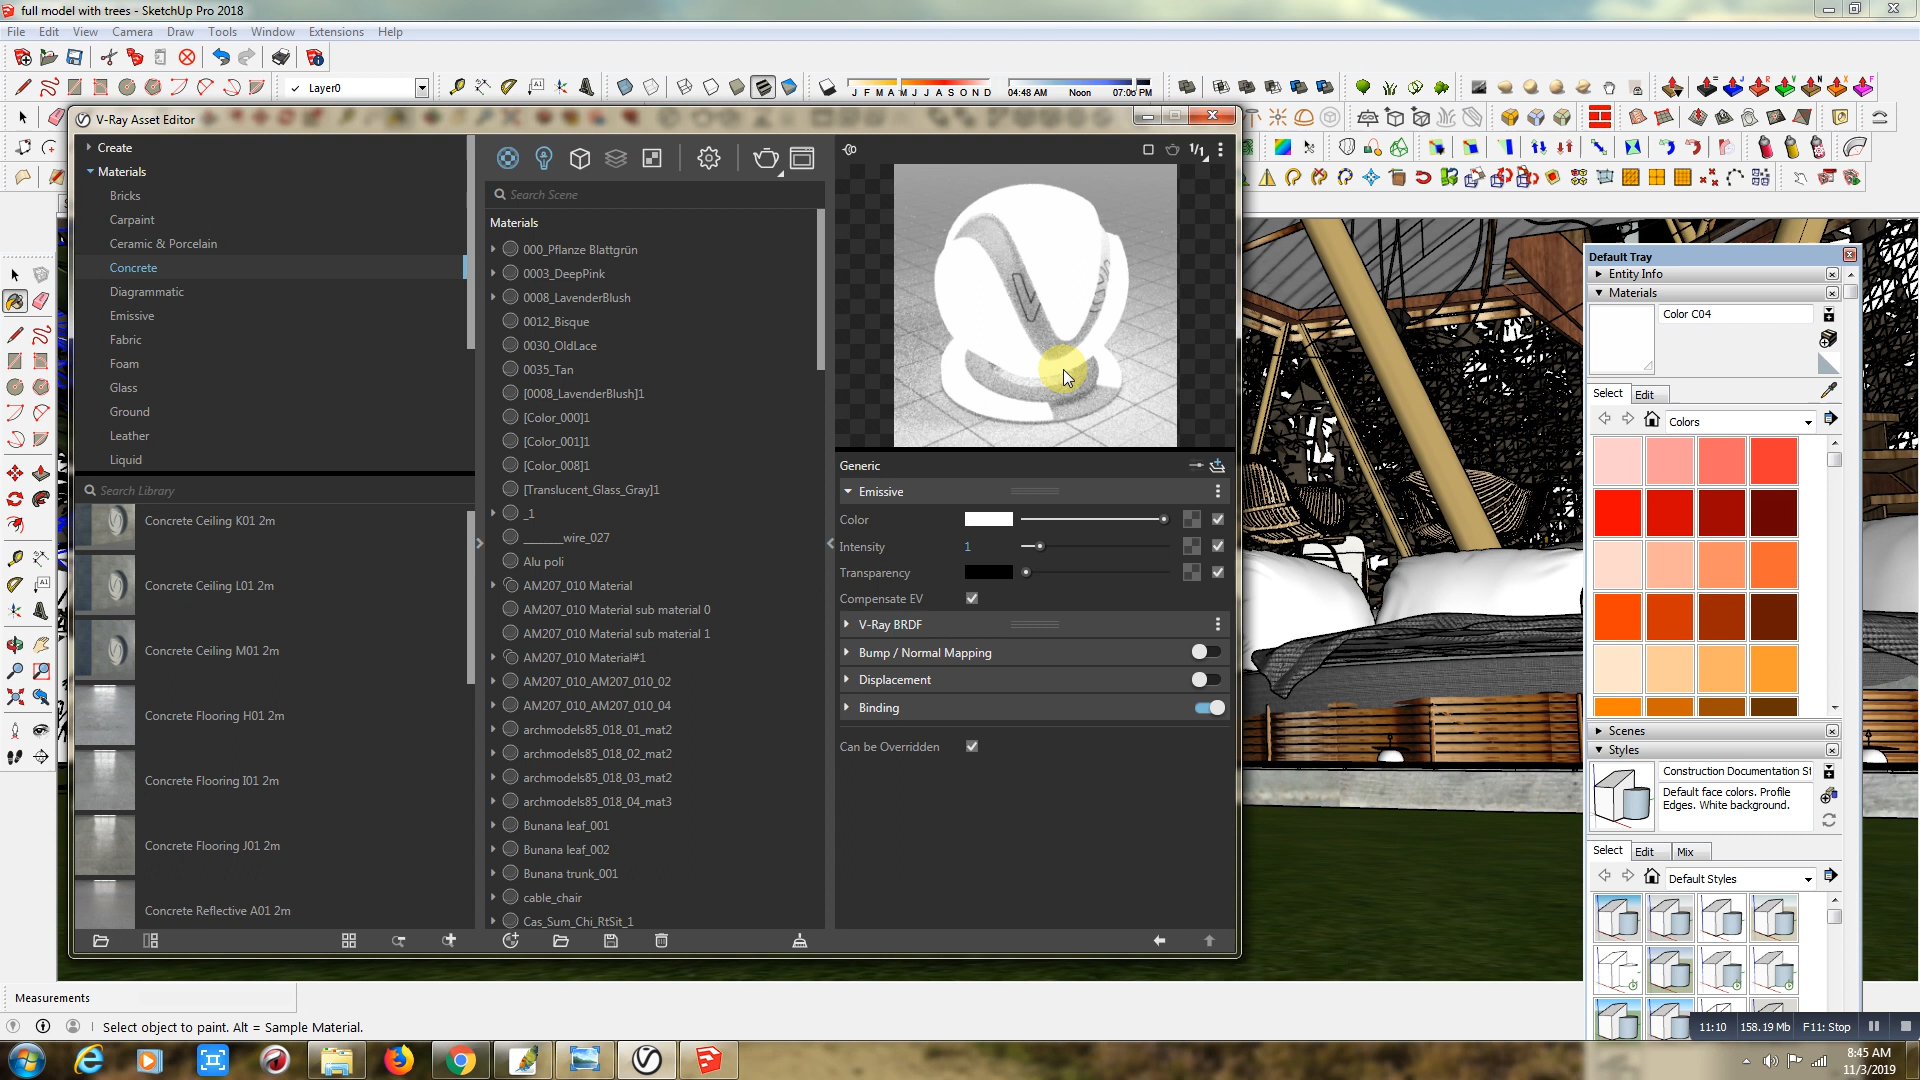 full model with trees - SketchUp Pro 2018
File Edit View Camera Draw Tools Window Extensions Help
Layer0
J F M A M J J A S O N D
04:48 AM Noon 07:06 PM
V-Ray Asset Editor
Create
Materials
Bricks
Carpaint
Ceramic & Porcelain
Concrete
Diagrammatic
Emissive
Fabric
Foam
Glass
Ground
Leather
Liquid
Search Library
Concrete Ceiling K01 2m
Concrete Ceiling L01 2m
Concrete Ceiling M01 2m
Concrete Flooring H01 2m
Concrete Flooring I01 2m
Concrete Flooring J01 2m
Concrete Reflective A01 2m
Search Scene
Materials
000_Pflanze Blattgrün
0003_DeepPink
0008_LavenderBlush
0012_Bisque
0030_OldLace
0035_Tan
[0008_LavenderBlush]1
[Color_000]1
[Color_001]1
[Color_008]1
[Translucent_Glass_Gray]1
_1
_______wire_027
Alu poli
AM207_010 Material
AM207_010 Material sub material 0
AM207_010 Material sub material 1
AM207_010 Material#1
AM207_010_AM207_010_02
AM207_010_AM207_010_04
archmodels85_018_01_mat2
archmodels85_018_02_mat2
archmodels85_018_03_mat2
archmodels85_018_04_mat3
Bunana leaf_001
Bunana leaf_002
Bunana trunk_001
cable_chair
Cas_Sum_Chi_RtSit_1
1/1
Generic
Emissive
Color
Intensity 1
Transparency
Compensate EV
V-Ray BRDF
Bump / Normal Mapping
Displacement
Binding
Can be Overridden
Default Tray
Entity Info
Materials
Color C04
Select Edit
Colors
Scenes
Styles
Construction Documentation St
Default face colors. Profile
Edges. White background.
Select Edit Mix
Default Styles
Measurements
Select object to paint. Alt = Sample Material.
11:10 158.19 Mb F11: Stop
8:45 AM
11/3/2019